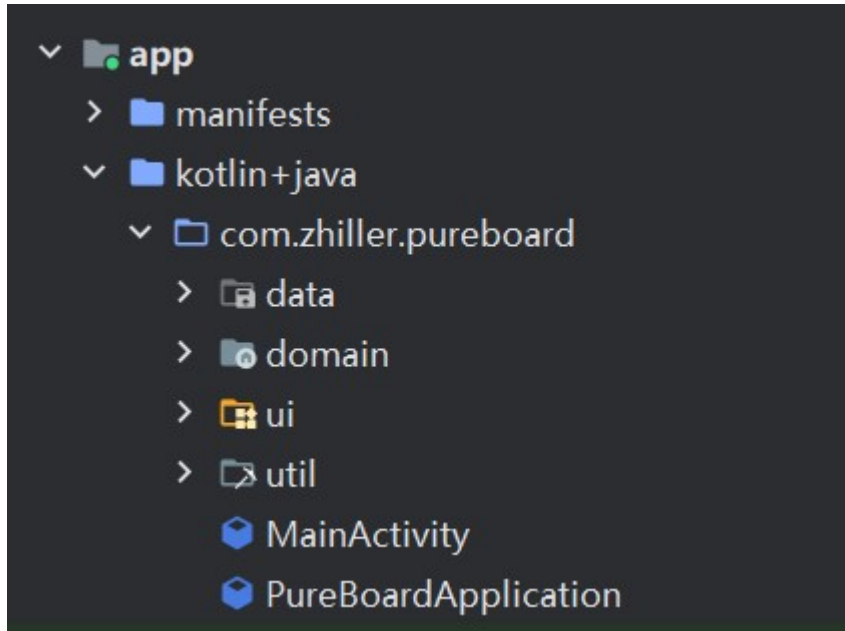 app
manifests
kotlin+java
com.zhiller.pureboard
data
domain
ui
util
MainActivity
PureBoardApplication